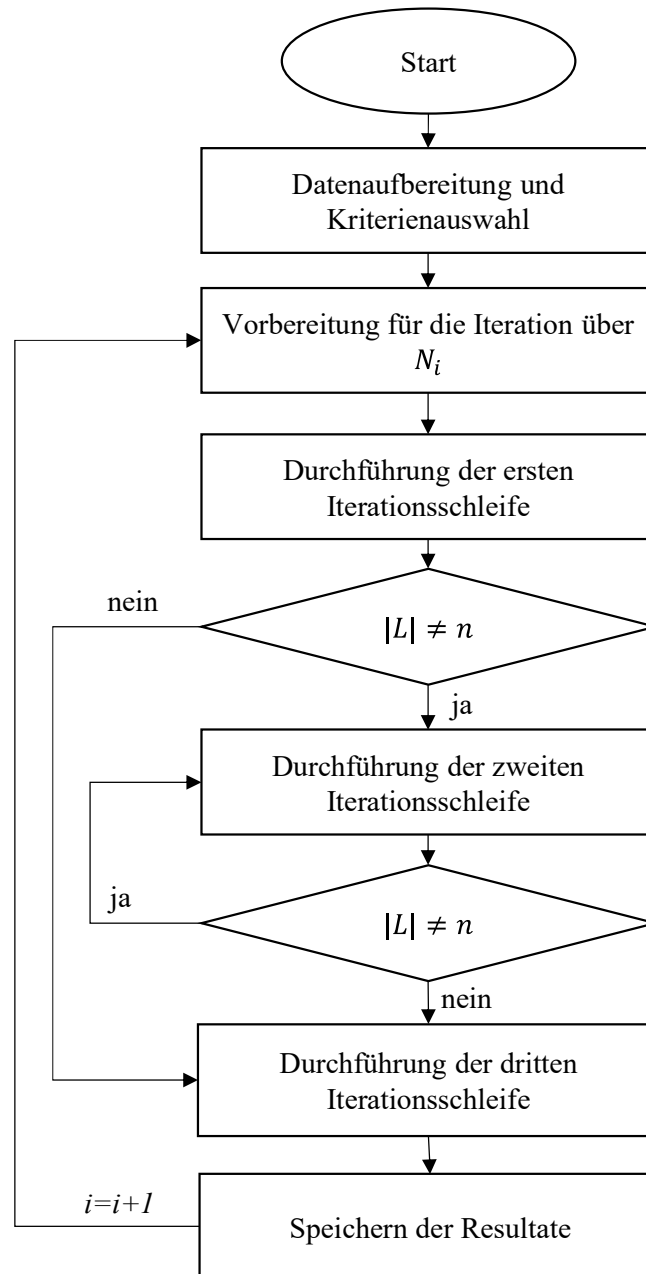 Start
Datenaufbereitung und
Kriterienauswahl
Vorbereitung für die Iteration über
𝑁𝑖
Durchführung der ersten
Iterationsschleife
nein
|𝐿| ≠ 𝑛
ja
Durchführung der zweiten
Iterationsschleife
ja
|𝐿| ≠ 𝑛
nein
Durchführung der dritten
Iterationsschleife
i=i+1
Speichern der Resultate